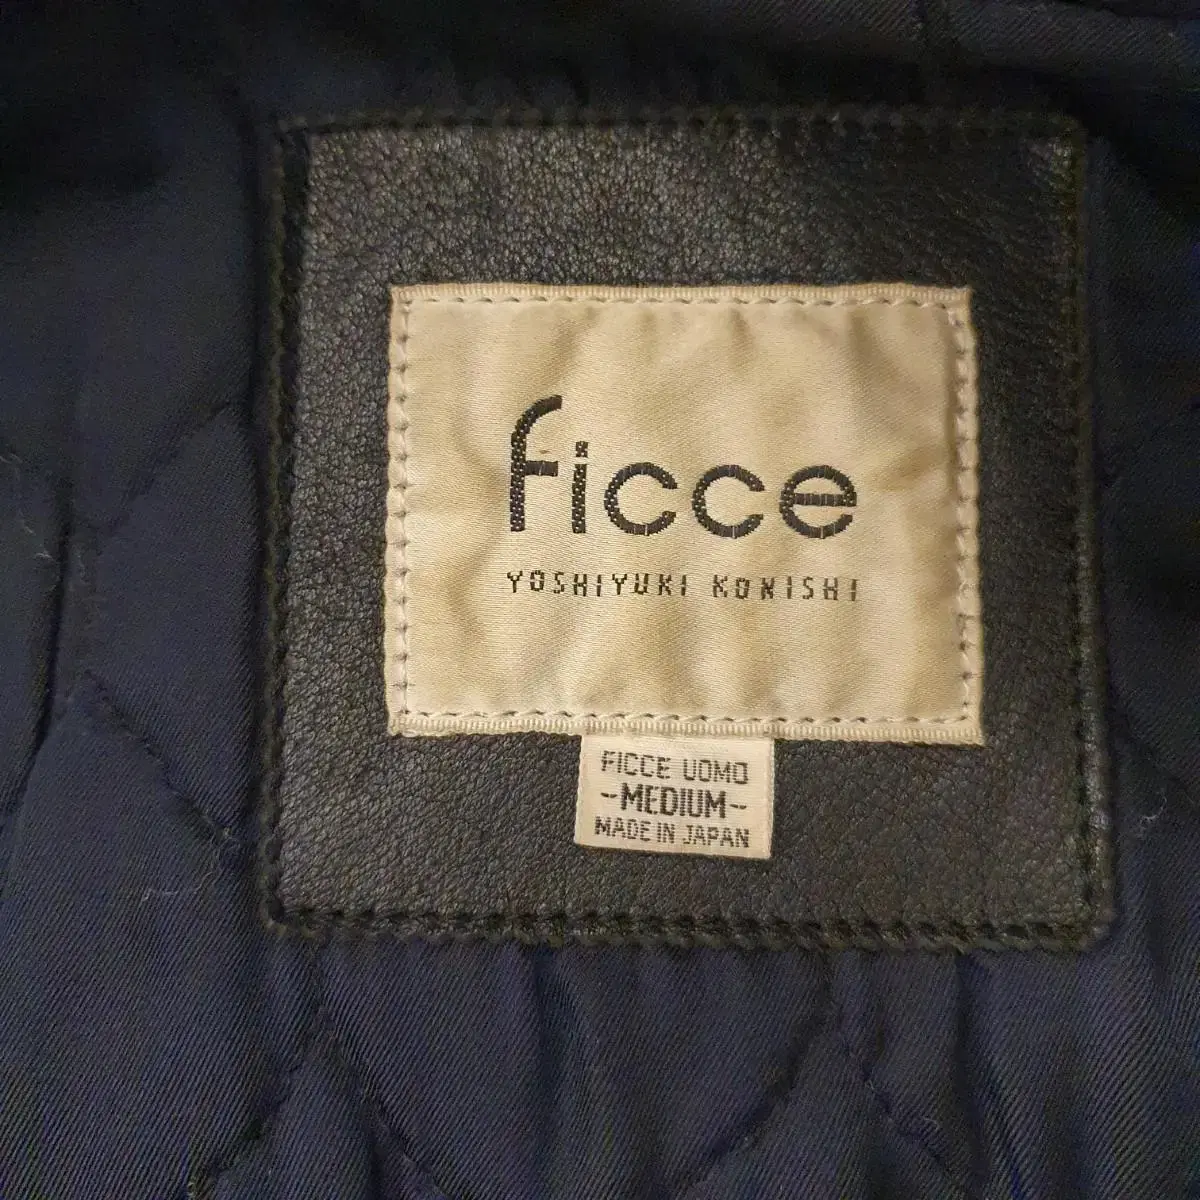 ficce
YOSHIYUKI KONISHI
FICCE UOMO
-MEDIUM-
MADE IN JAPAN